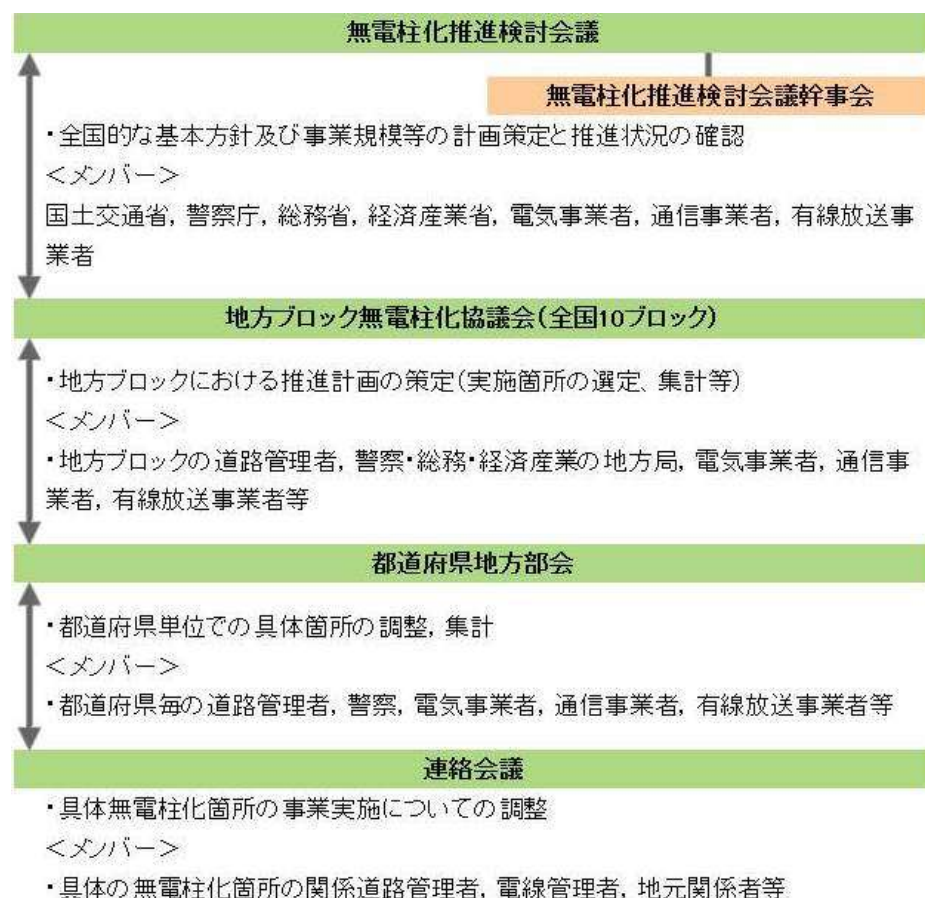 無電柱化推進検討会議
無電柱化推進検討会議幹事会
・全国的な基本方針及び事業規模等の計画策定と推進状況の確認
＜メンバー＞
国土交通省, 警察庁, 総務省, 経済産業省, 電気事業者, 通信事業者, 有線放送事
業者
地方ブロック無電柱化協議会(全国10ブロック)
・地方ブロックにおける推進計画の策定(実施箇所の選定、集計等)
＜メンバー＞
・地方ブロックの道路管理者, 警察・総務・経済産業の地方局, 電気事業者, 通信事
業者, 有線放送事業者等
都道府県地方部会
・都道府県単位での具体箇所の調整, 集計
＜メンバー＞
・都道府県毎の道路管理者, 警察, 電気事業者, 通信事業者, 有線放送事業者等
連絡会議
・具体無電柱化箇所の事業実施についての調整
＜メンバー＞
・具体の無電柱化箇所の関係道路管理者, 電線管理者, 地元関係者等